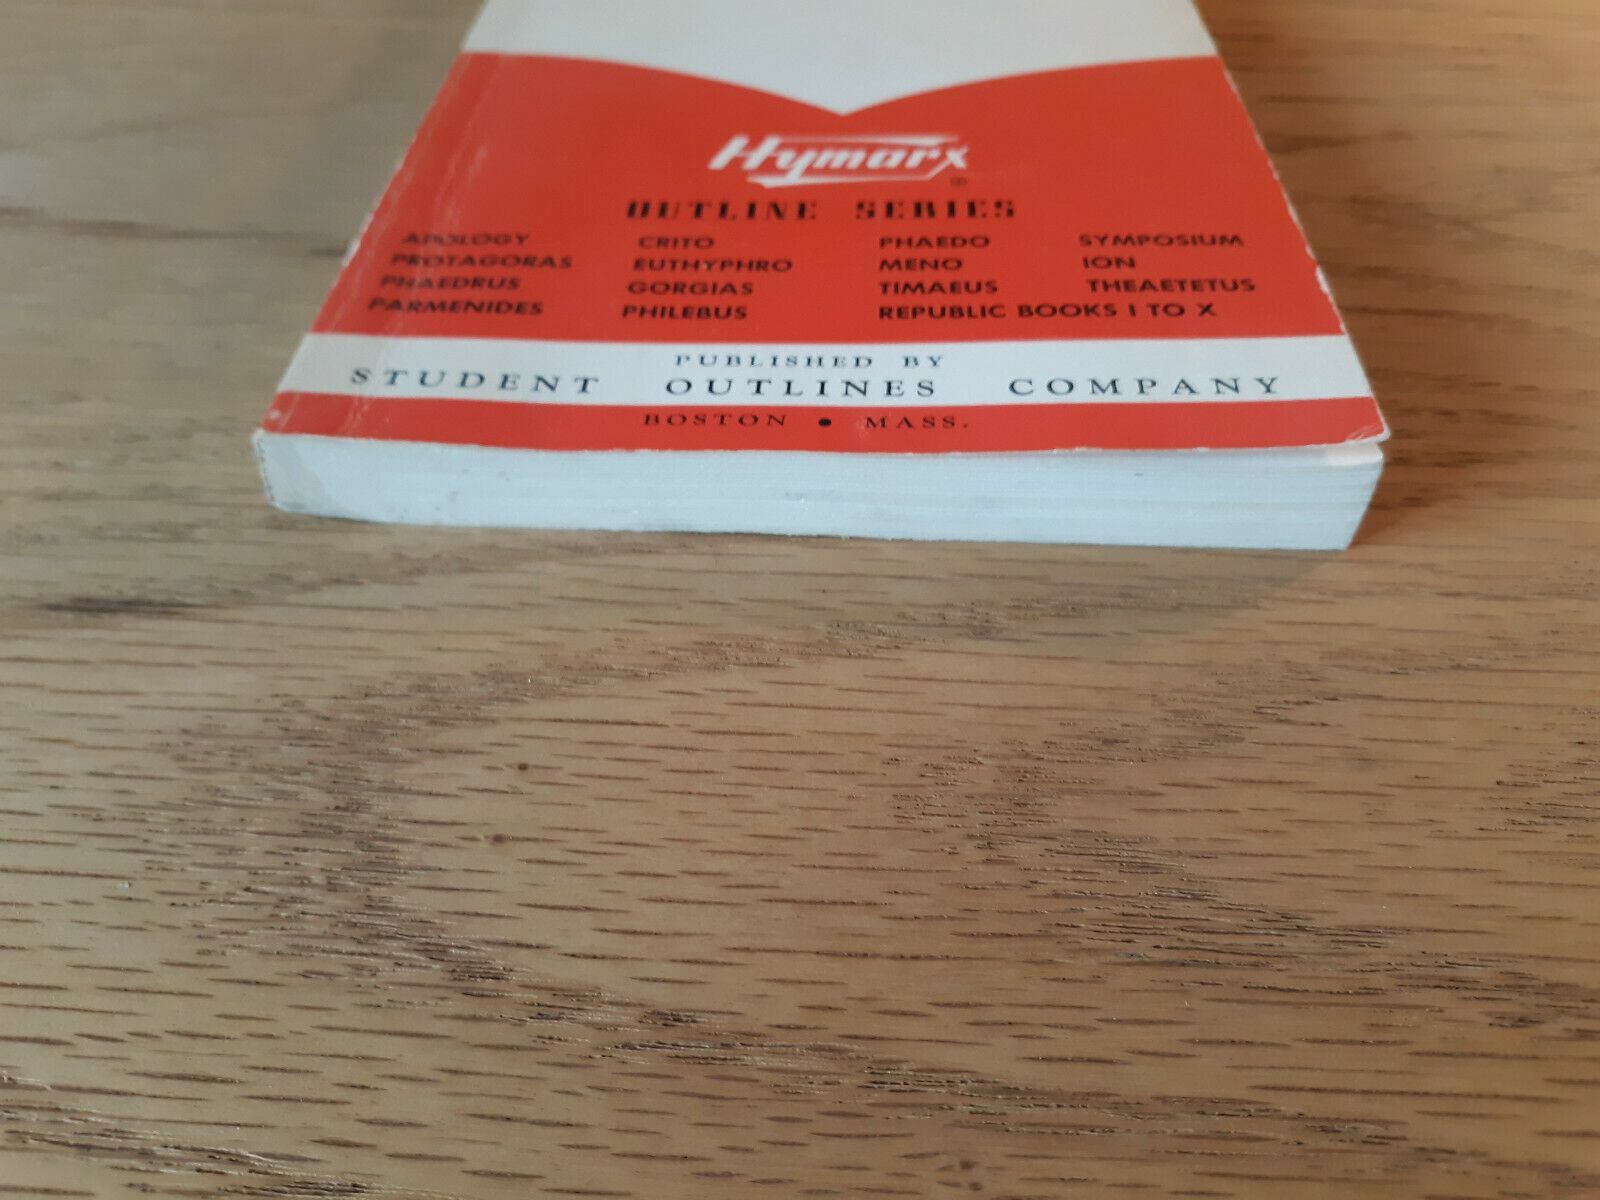 Hymarx
®
OUTLINE SERIES
APOLOGY CRITO PHAEDO SYMPOSIUM
PROTAGORAS EUTHYPHRO MENO ION
PHAEDRUS GORGIAS TIMAEUS THEAETETUS
PARMENIDES PHILEBUS REPUBLIC BOOKS I TO X
PUBLISHED BY
STUDENT OUTLINES COMPANY
BOSTON • MASS.